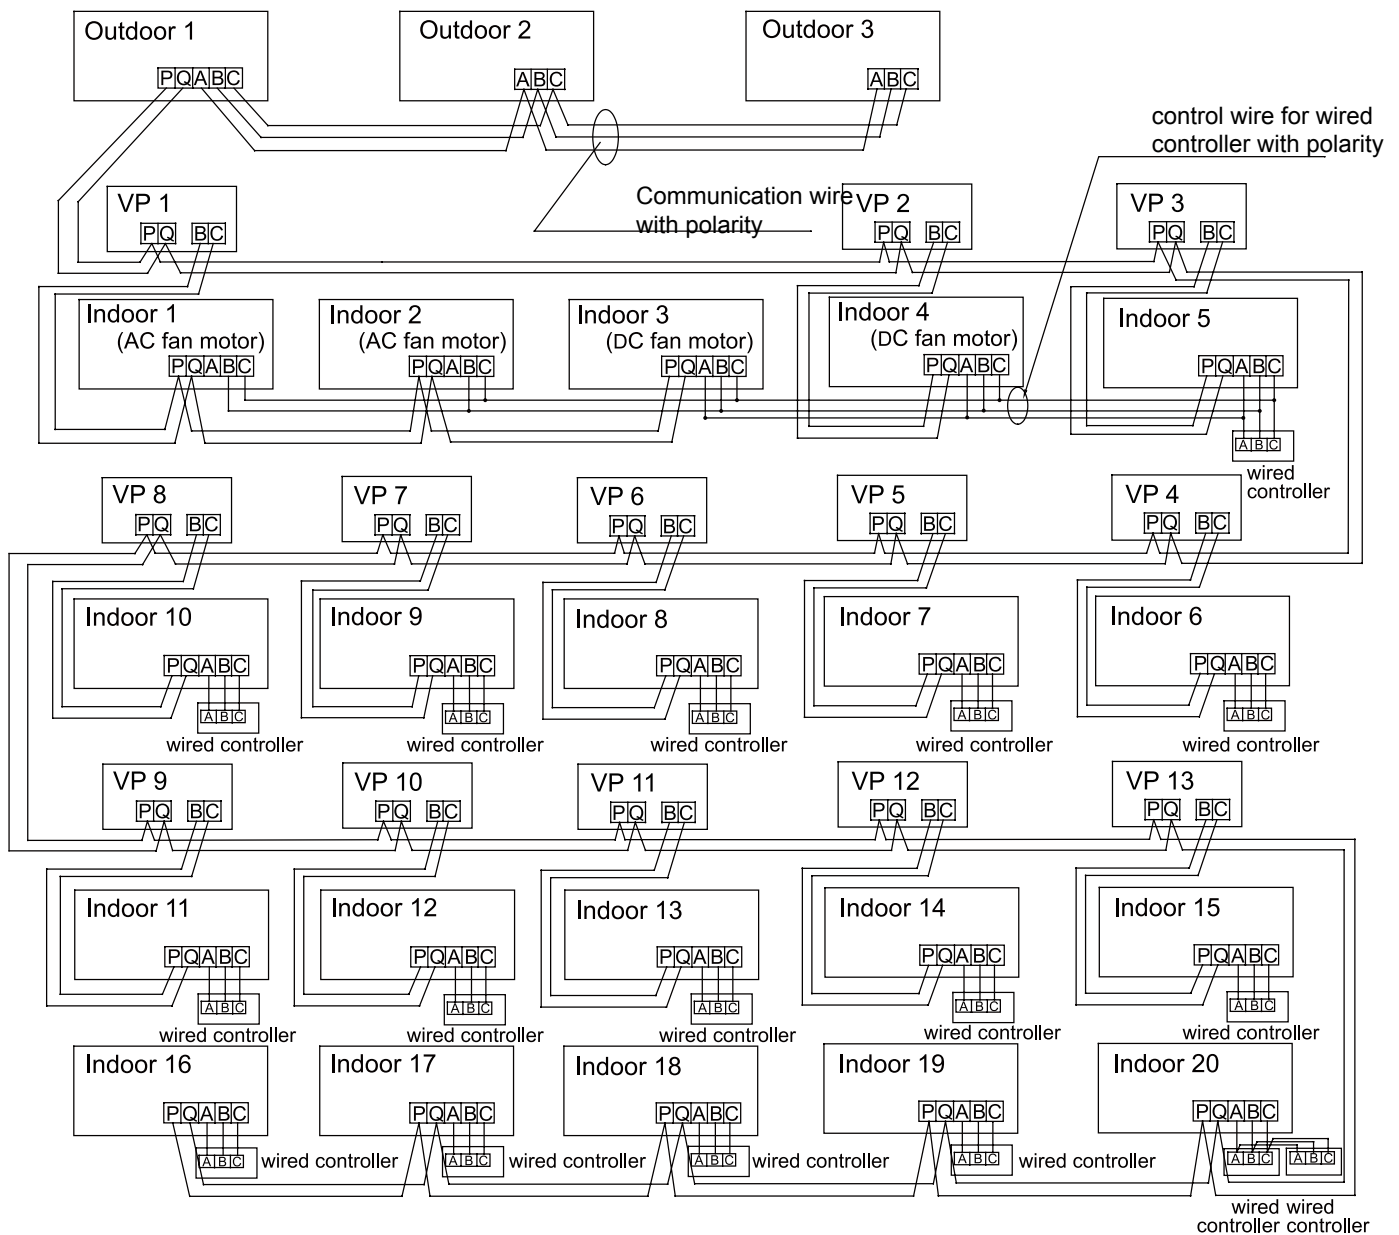 Outdoor 1
PQABC
Outdoor 2
ABC
Outdoor 3
ABC
control wire for wired
controller with polarity
Communication wire
with polarity
VP 1
PQ BC
VP 2
PQ BC
VP 3
PQ BC
Indoor 1
(AC fan motor)
PQABC
Indoor 2
(AC fan motor)
PQABC
Indoor 3
(DC fan motor)
PQABC
Indoor 4
(DC fan motor)
PQABC
Indoor 5
PQABC
ABC
wired
controller
VP 8
PQ BC
VP 7
PQ BC
VP 6
PQ BC
VP 5
PQ BC
VP 4
PQ BC
Indoor 10
PQABC
ABC
wired controller
Indoor 9
PQABC
ABC
wired controller
Indoor 8
PQABC
ABC
wired controller
Indoor 7
PQABC
ABC
wired controller
Indoor 6
PQABC
ABC
wired controller
VP 9
PQ BC
VP 10
PQ BC
VP 11
PQ BC
VP 12
PQ BC
VP 13
PQ BC
Indoor 11
PQABC
ABC
wired controller
Indoor 12
PQABC
ABC
wired controller
Indoor 13
PQABC
ABC
wired controller
Indoor 14
PQABC
ABC
wired controller
Indoor 15
PQABC
ABC
wired controller
Indoor 16
PQABC
ABC
wired controller
Indoor 17
PQABC
ABC
wired controller
Indoor 18
PQABC
ABC
wired controller
Indoor 19
PQABC
ABC
wired controller
Indoor 20
PQABC
ABC ABC
wired wired
controller controller